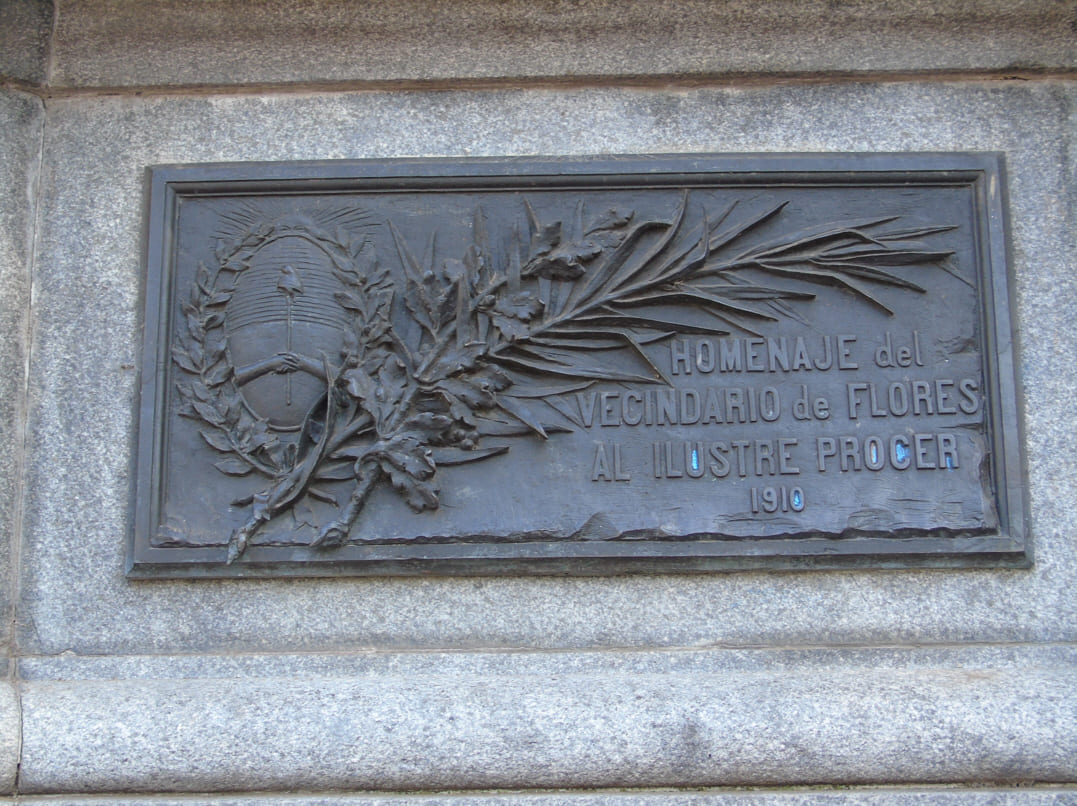 HOMENAJE del
VECINDARIO de FLORES
AL ILUSTRE PROCER
1910